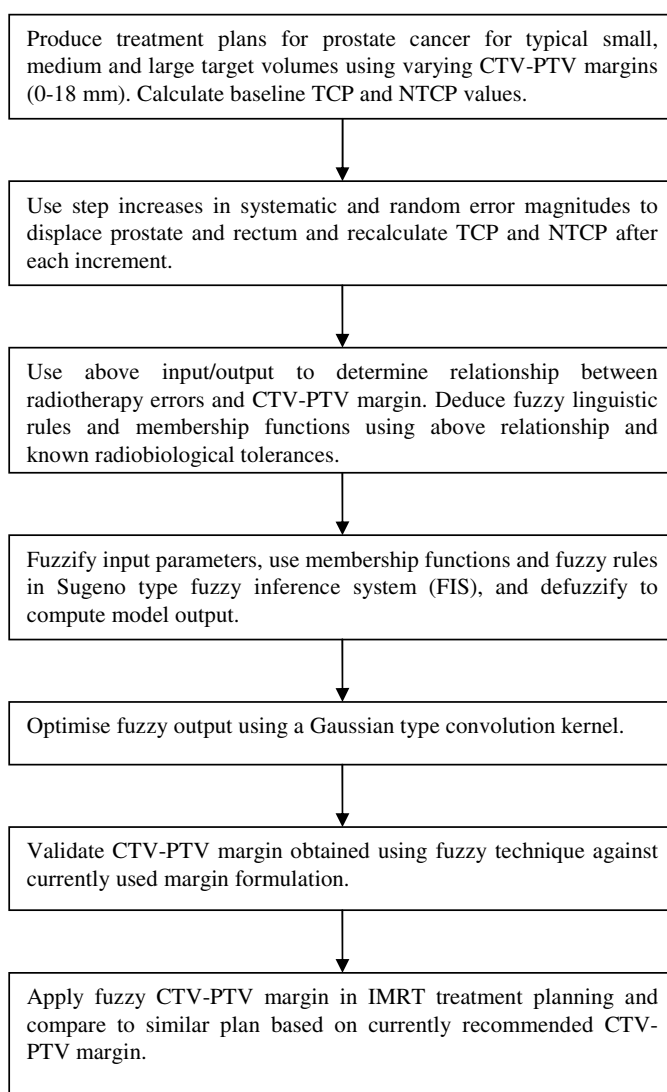 Produce treatment plans for prostate cancer for typical small,
medium and large target volumes using varying CTV-PTV margins
(0-18 mm). Calculate baseline TCP and NTCP values.
Use step increases in systematic and random error magnitudes to
displace prostate and rectum and recalculate TCP and NTCP after
each increment.
Use above input/output to determine relationship between
radiotherapy errors and CTV-PTV margin. Deduce fuzzy linguistic
rules and membership functions using above relationship and
known radiobiological tolerances.
Fuzzify input parameters, use membership functions and fuzzy rules
in Sugeno type fuzzy inference system (FIS), and defuzzify to
compute model output.
Optimise fuzzy output using a Gaussian type convolution kernel.
Validate CTV-PTV margin obtained using fuzzy technique against
currently used margin formulation.
Apply fuzzy CTV-PTV margin in IMRT treatment planning and
compare to similar plan based on currently recommended CTV-
PTV margin.